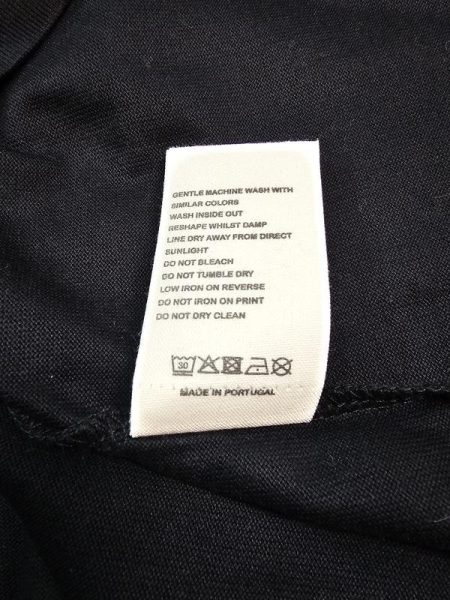 GENTLE MACHINE WASH WITH
SIMILAR COLORS
WASH INSIDE OUT
RESHAPE WHILST DAMP
LINE DRY AWAY FROM DIRECT
SUNLIGHT
DO NOT BLEACH
DO NOT TUMBLE DRY
LOW IRON ON REVERSE
DO NOT IRON ON PRINT
DO NOT DRY CLEAN
30
MADE IN PORTUGAL